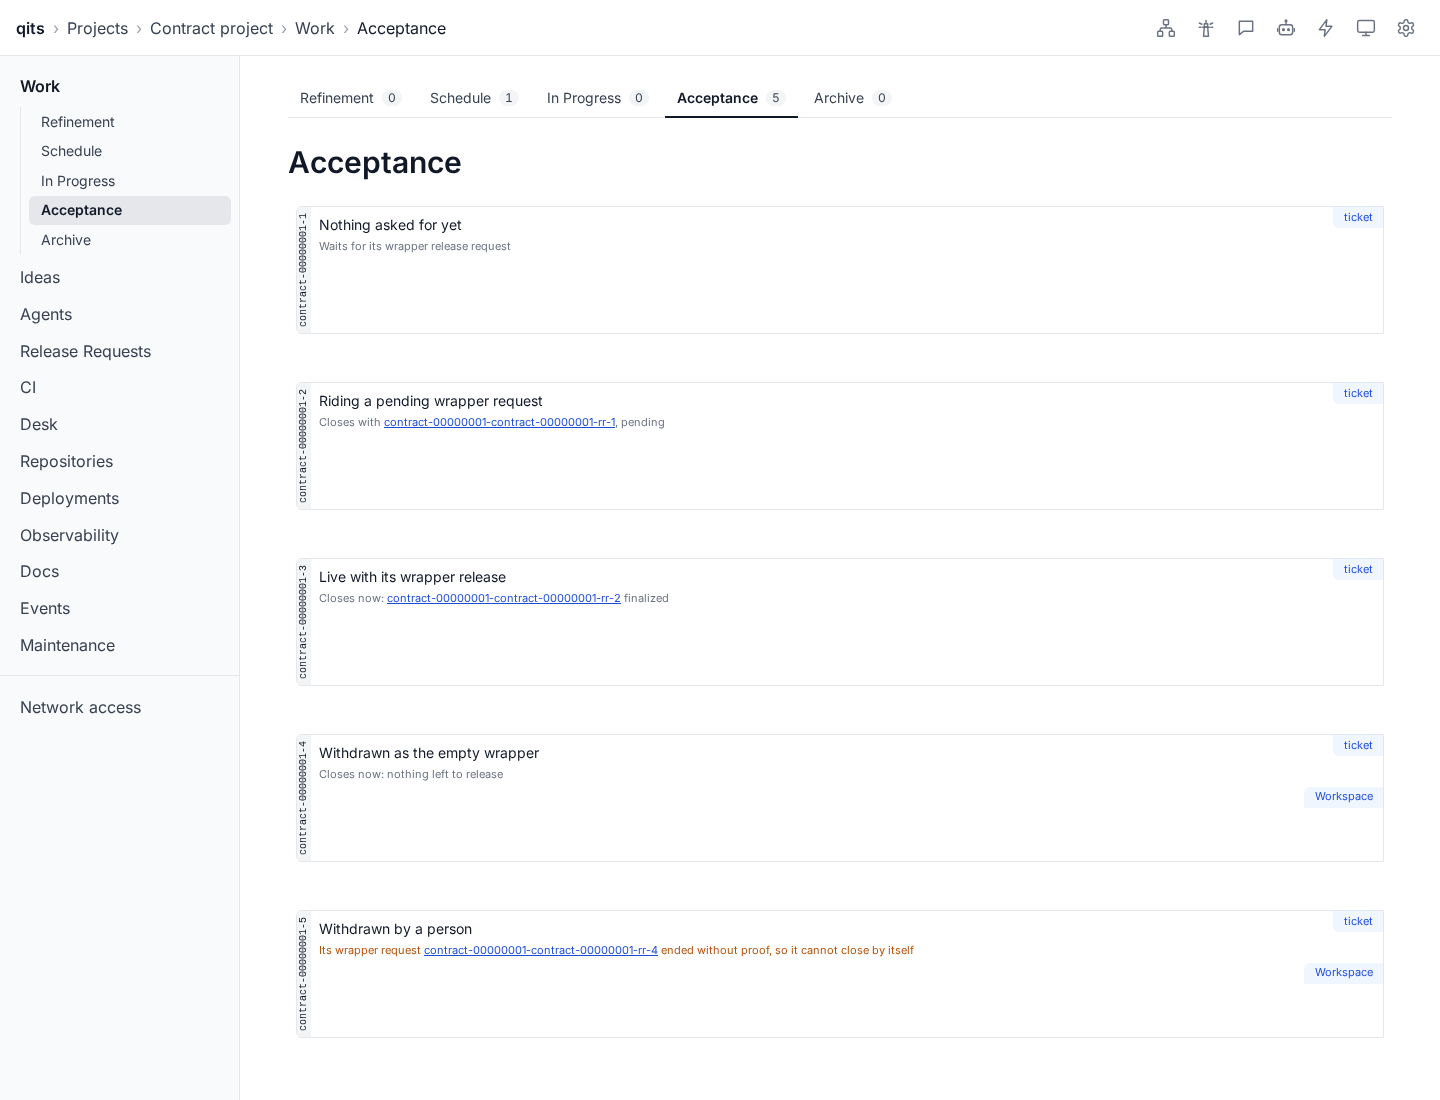 qits › Projects › Contract project › Work › Acceptance
Work
Refinement
Schedule
In Progress
Acceptance
Archive
Ideas
Agents
Release Requests
CI
Desk
Repositories
Deployments
Observability
Docs
Events
Maintenance
Network access
Refinement 0 Schedule 1 In Progress 0 Acceptance 5 Archive 0
Acceptance
contract-00000001-1
Nothing asked for yet
ticket
Waits for its wrapper release request
contract-00000001-2
Riding a pending wrapper request
ticket
Closes with contract-00000001-contract-00000001-rr-1, pending
contract-00000001-3
Live with its wrapper release
ticket
Closes now: contract-00000001-contract-00000001-rr-2 finalized
contract-00000001-4
Withdrawn as the empty wrapper
ticket
Closes now: nothing left to release
Workspace
contract-00000001-5
Withdrawn by a person
ticket
Its wrapper request contract-00000001-contract-00000001-rr-4 ended without proof, so it cannot close by itself
Workspace